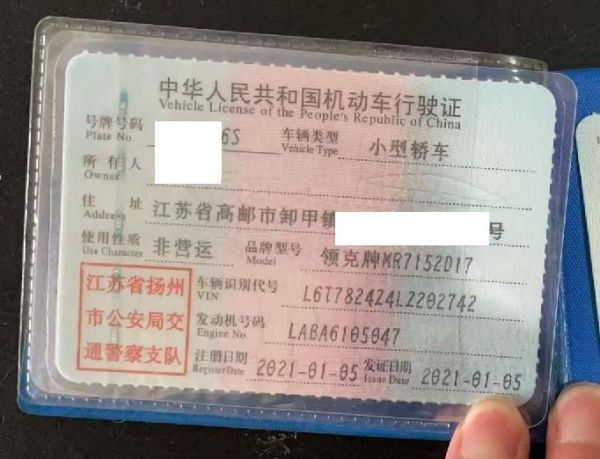 中华人民共和国机动车行驶证
Vehicle License of the People's Republic of China
号牌号码 6S 车辆类型 小型轿车
Plate No. Vehicle Type
所有人
Owner
住址 江苏省高邮市卸甲镇 号
Address
使用性质 非营运 品牌型号 领克牌MR7152D17
Use Character Model
江苏省扬州
市公安局交
通警察支队
车辆识别代号 L6T7824Z4L2202742
VIN
发动机号码 LABA6105047
Engine No.
注册日期 2021-01-05 发证日期 2021-01-05
Register Date Issue Date